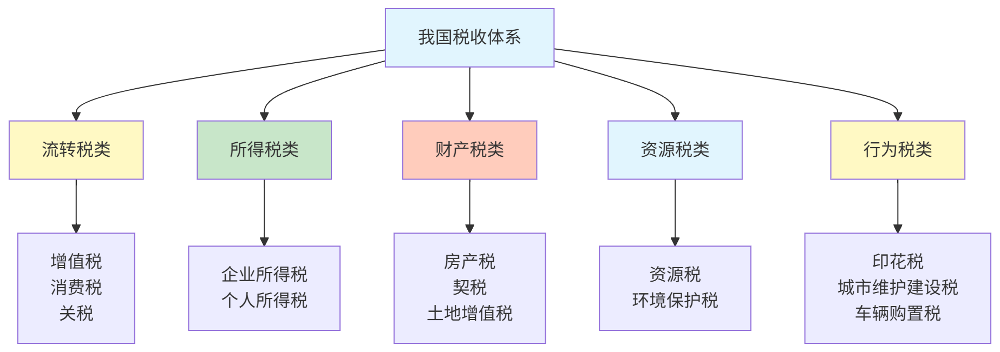 我国税收体系
流转税类
所得税类
财产税类
资源税类
行为税类
增值税
消费税
关税
企业所得税
个人所得税
房产税
契税
土地增值税
资源税
环境保护税
印花税
城市维护建设税
车辆购置税